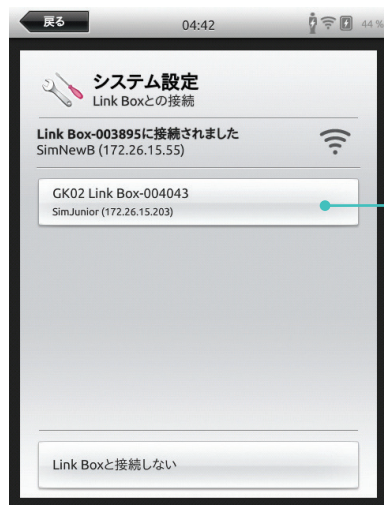 戻る
04:42
44 %
システム設定
Link Boxとの接続
Link Box-003895に接続されました
SimNewB (172.26.15.55)
GK02 Link Box-004043
SimJunior (172.26.15.203)
Link Boxと接続しない